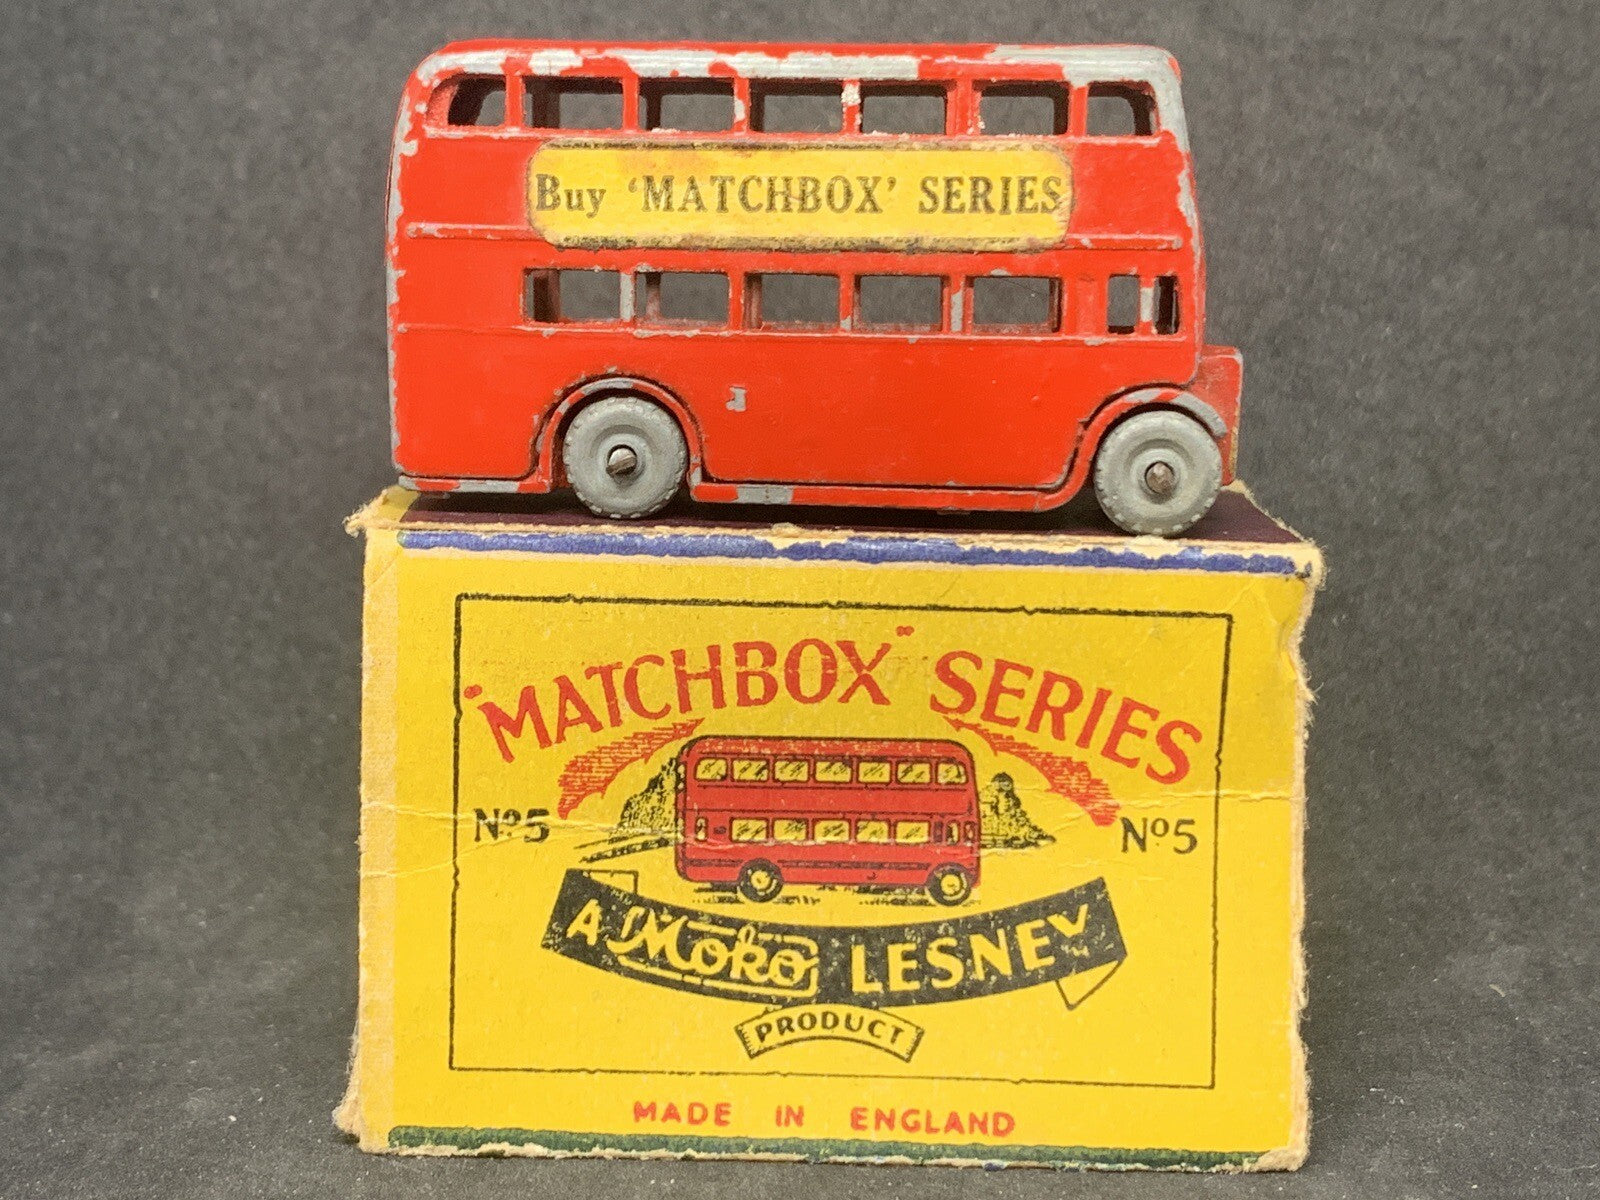 Buy ‘MATCHBOX’ SERIES
"MATCHBOX" SERIES
Nº5 Nº5
A Moko LESNEY
PRODUCT
MADE IN ENGLAND